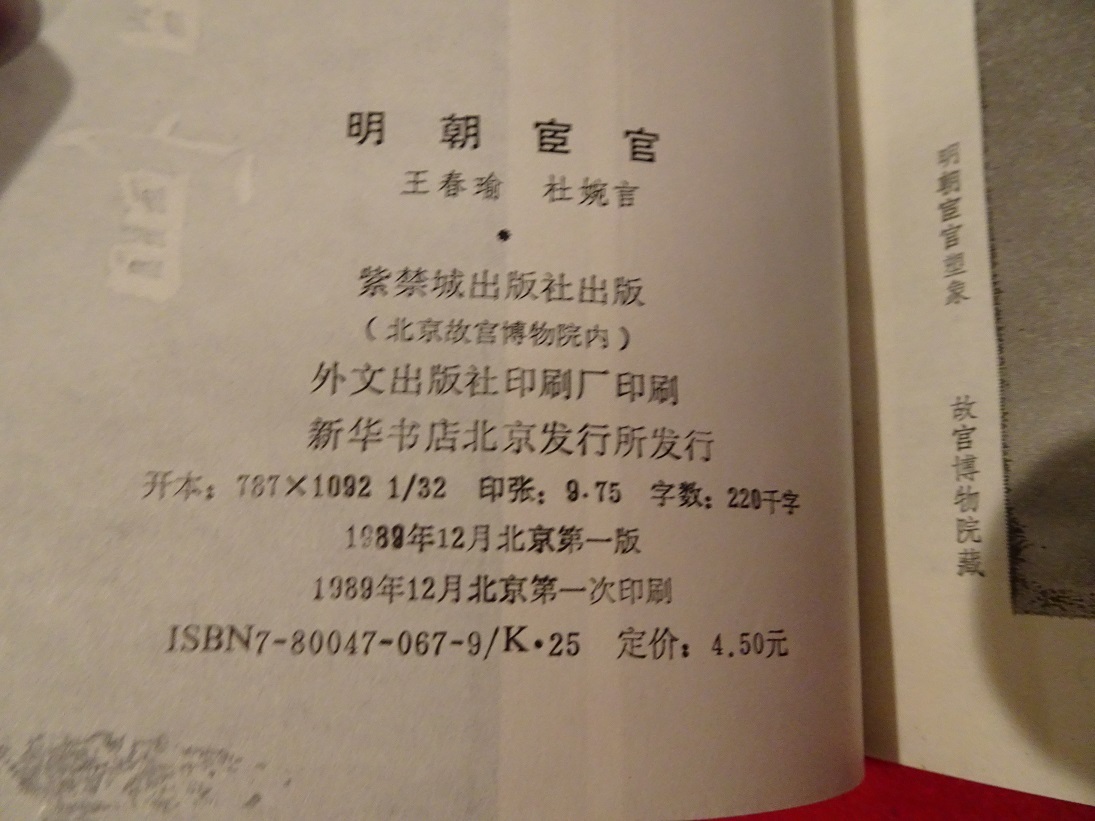 明朝宦官
王春瑜 杜婉言
紫禁城出版社出版
（北京故宫博物院内）
外文出版社印刷厂印刷
新华书店北京发行所发行
开本：787×1092 1/32 印张：9.75 字数：220千字
1989年12月北京第一版
1989年12月北京第一次印刷
ISBN7-80047-067-9/K·25 定价：4.50元
明朝宦官塑象 故宫博物院藏